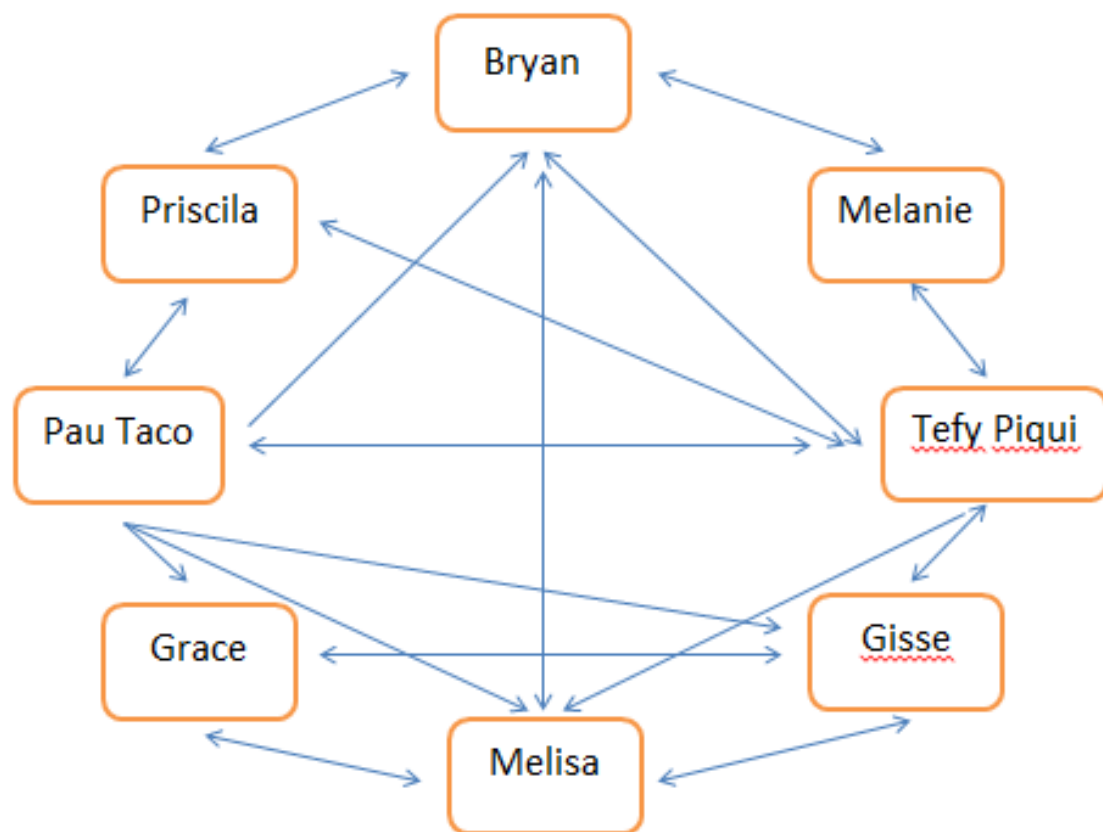 Bryan
Priscila
Melanie
Pau Taco
Tefy Piqui
Grace
Gisse
Melisa